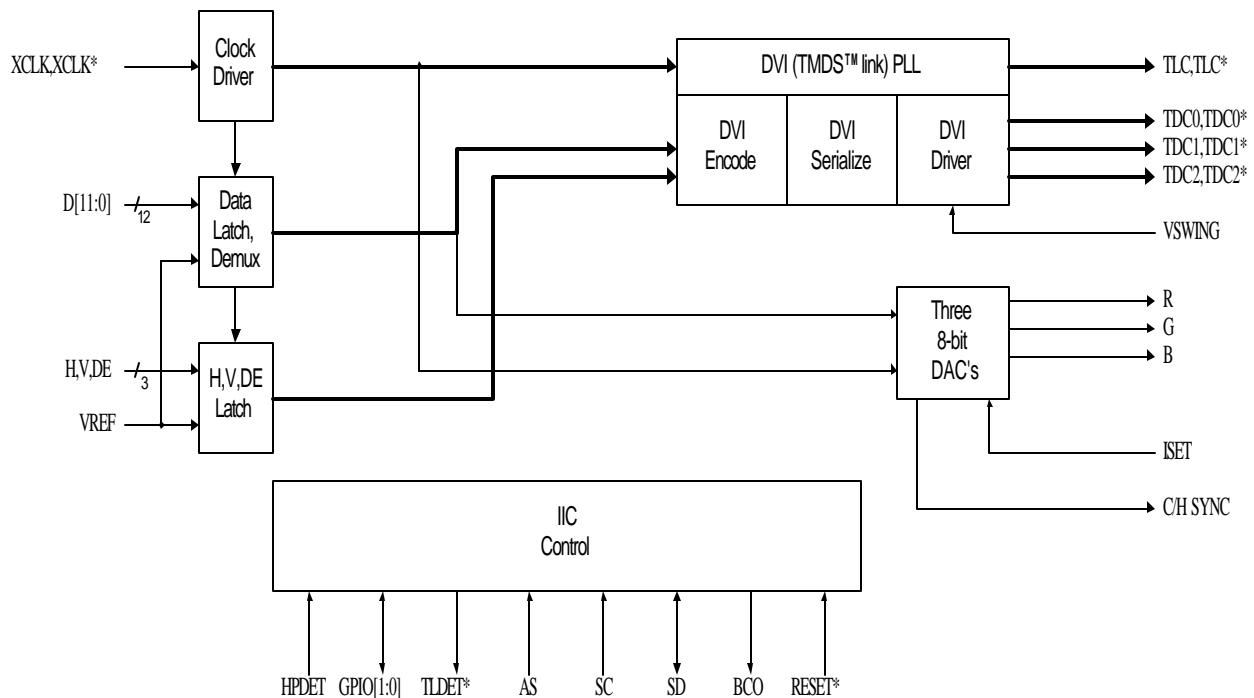 XCLK,XCLK*
Clock
Driver
DVI (TMDS™ link) PLL
TLC,TLC*
DVI
Encode
DVI
Serialize
DVI
Driver
TDC0,TDC0*
TDC1,TDC1*
TDC2,TDC2*
D[11:0]
12
Data
Latch,
Demux
VSWING
Three
8-bit
DAC's
R
G
B
H,V,DE
3
H,V,DE
Latch
VREF
ISET
C/H SYNC
IIC
Control
HPDET
GPIO[1:0]
TLDET*
AS
SC
SD
BCO
RESET*